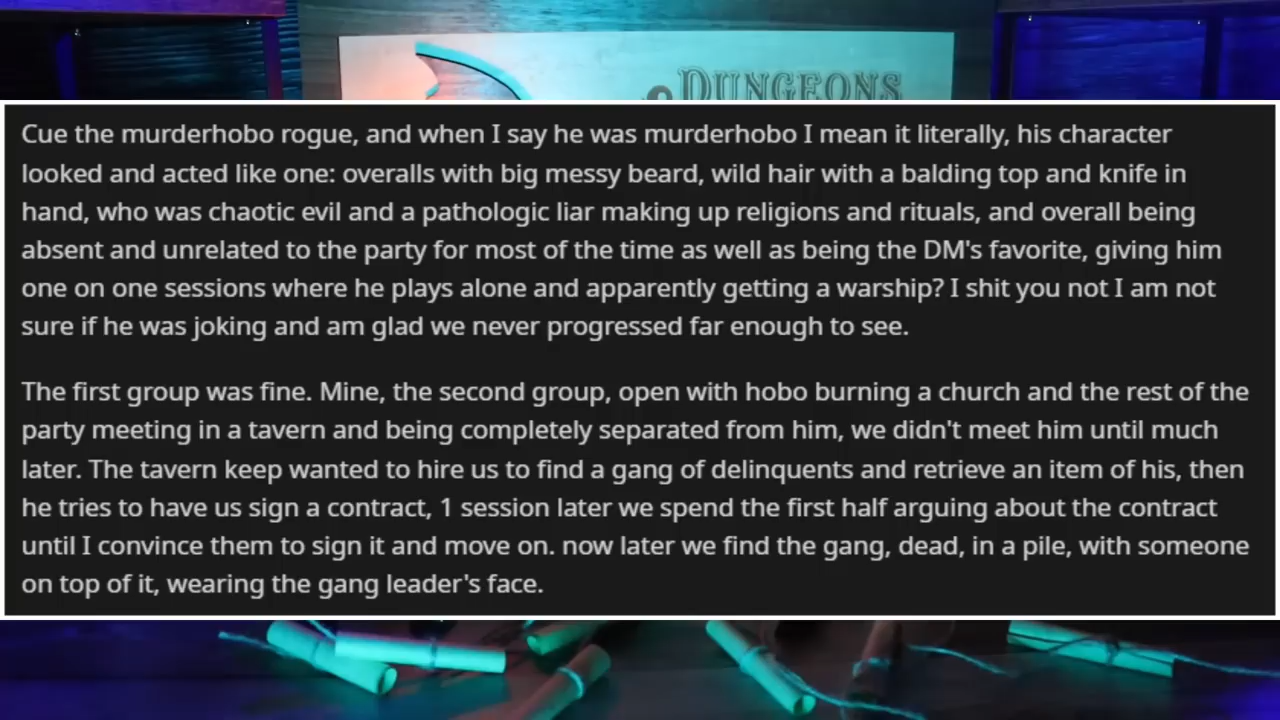 DUNGEONS
Cue the murderhobo rogue, and when I say he was murderhobo I mean it literally, his character
looked and acted like one: overalls with big messy beard, wild hair with a balding top and knife in
hand, who was chaotic evil and a pathologic liar making up religions and rituals, and overall being
absent and unrelated to the party for most of the time as well as being the DM's favorite, giving him
one on one sessions where he plays alone and apparently getting a warship? I shit you not I am not
sure if he was joking and am glad we never progressed far enough to see.
The first group was fine. Mine, the second group, open with hobo burning a church and the rest of the
party meeting in a tavern and being completely separated from him, we didn't meet him until much
later. The tavern keep wanted to hire us to find a gang of delinquents and retrieve an item of his, then
he tries to have us sign a contract, 1 session later we spend the first half arguing about the contract
until I convince them to sign it and move on. now later we find the gang, dead, in a pile, with someone
on top of it, wearing the gang leader's face.